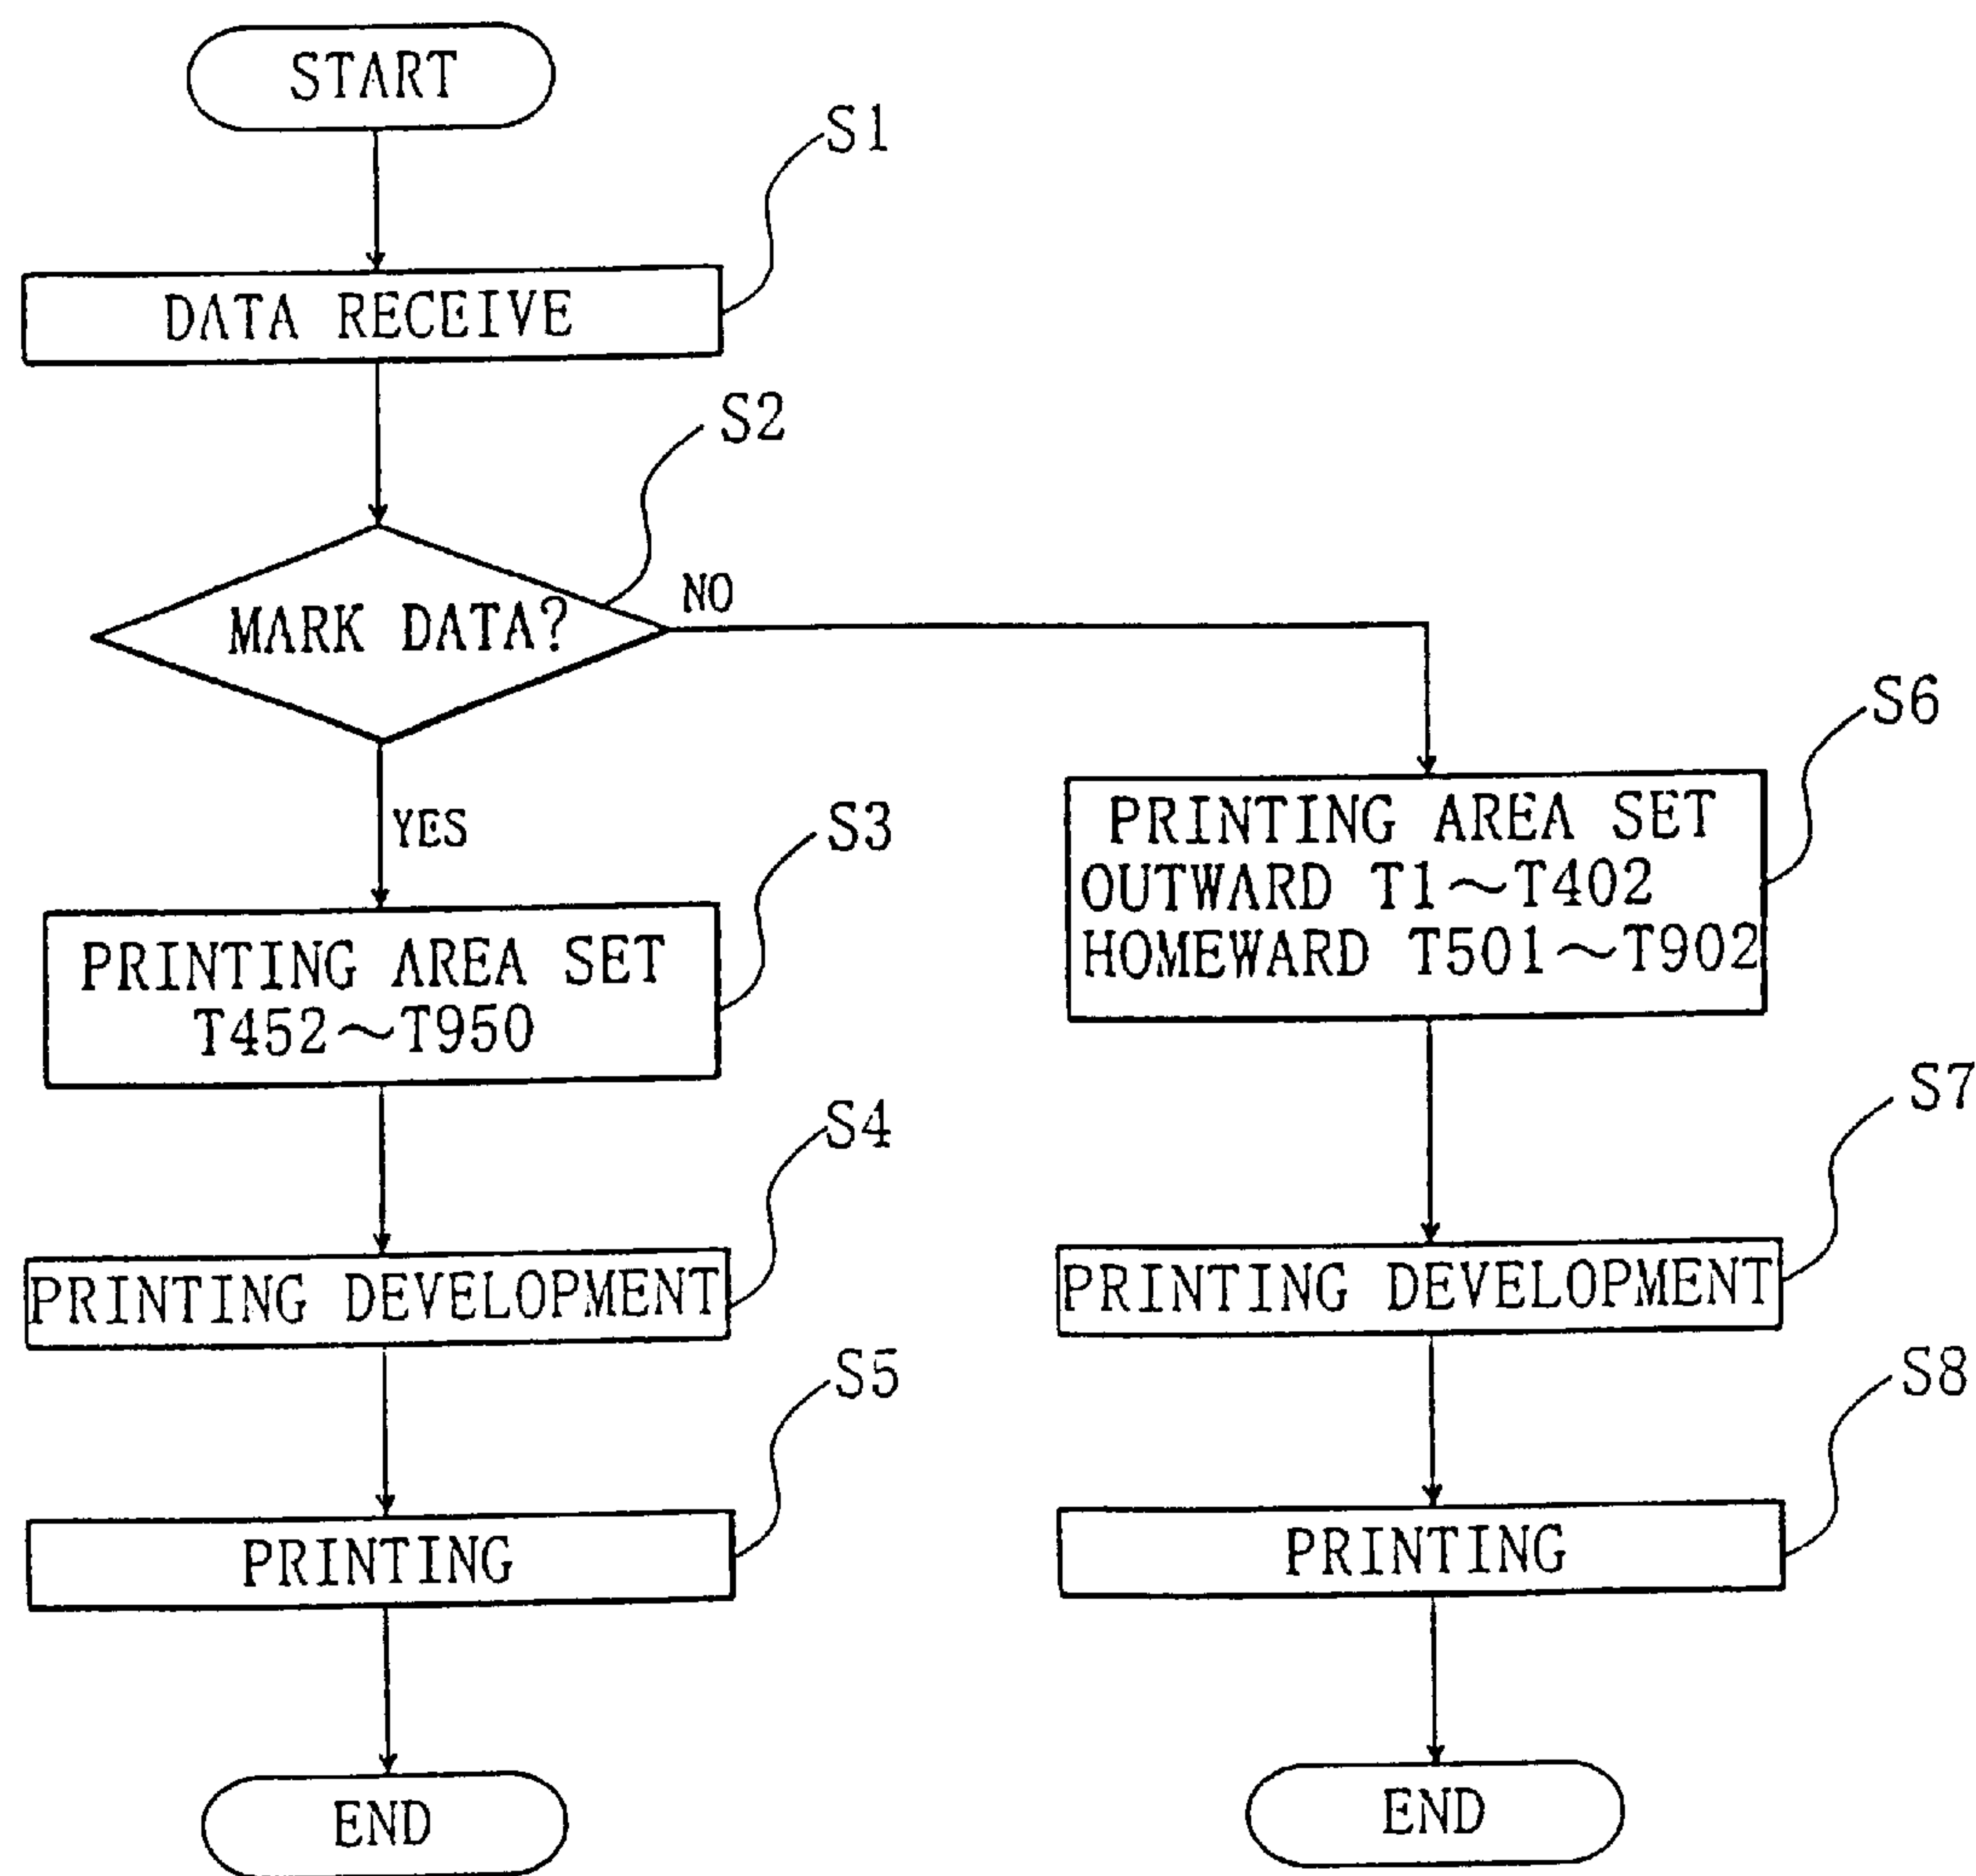 START
S1
DATA RECEIVE
S2
MARK DATA?
NO
YES
S3
PRINTING AREA SET
T452~T950
S4
PRINTING DEVELOPMENT
S5
PRINTING
END
S6
PRINTING AREA SET
OUTWARD T1~T402
HOMEWARD T501~T902
S7
PRINTING DEVELOPMENT
S8
PRINTING
END